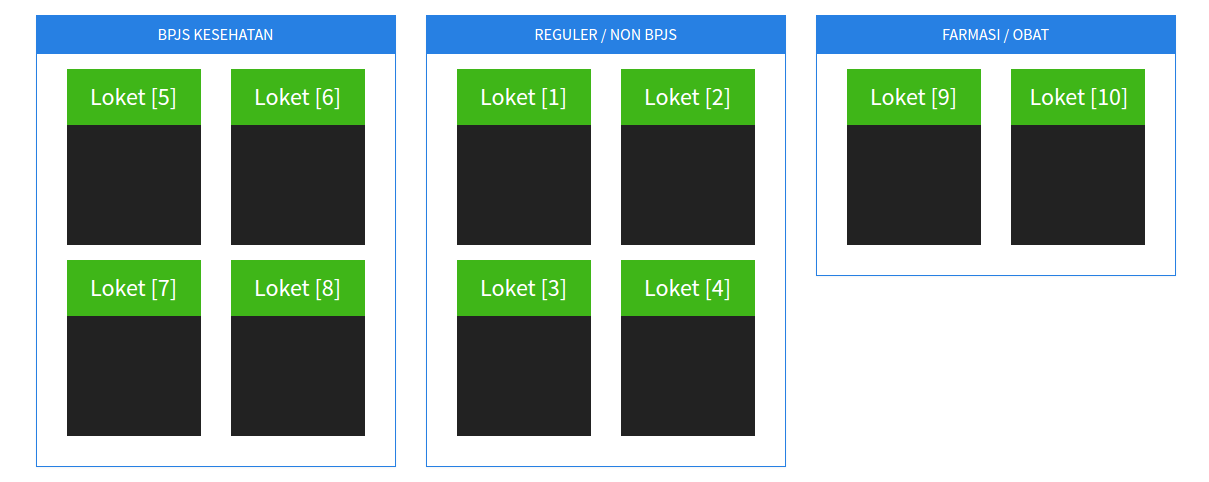 BPJS KESEHATAN
Loket [5]
Loket [6]
Loket [7]
Loket [8]
REGULER / NON BPJS
Loket [1]
Loket [2]
Loket [3]
Loket [4]
FARMASI / OBAT
Loket [9]
Loket [10]